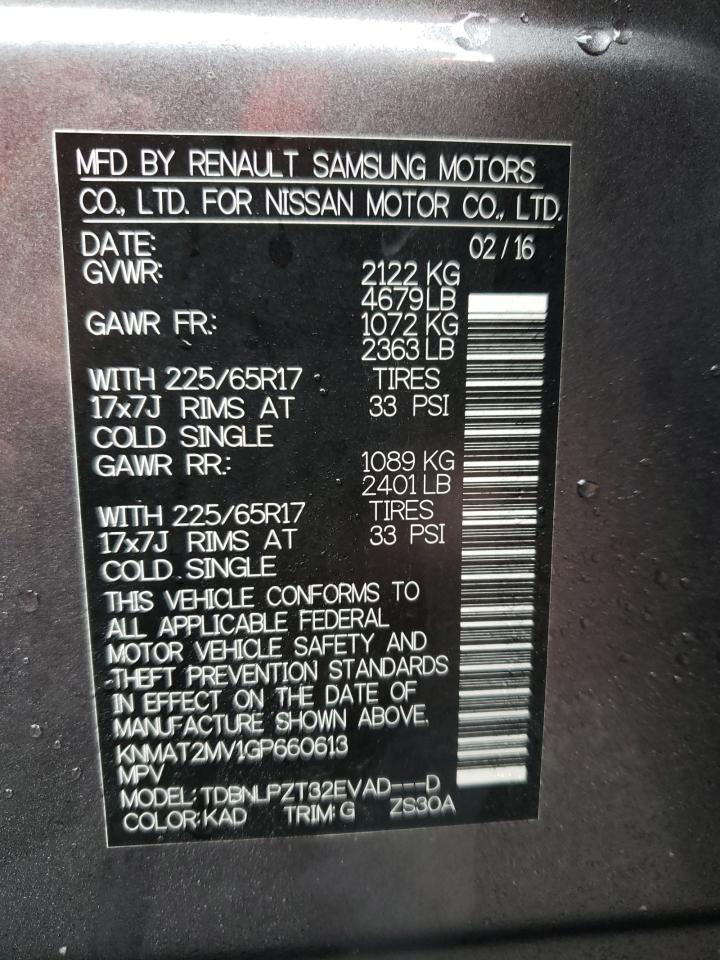 MFD BY RENAULT SAMSUNG MOTORS
CO., LTD. FOR NISSAN MOTOR CO., LTD.
DATE: 02/16
GVWR: 2122 KG
4679 LB
GAWR FR: 1072 KG
2363 LB
WITH 225/65R17 TIRES
17x7J RIMS AT 33 PSI
COLD SINGLE
GAWR RR: 1089 KG
2401 LB
WITH 225/65R17 TIRES
17x7J RIMS AT 33 PSI
COLD SINGLE
THIS VEHICLE CONFORMS TO
ALL APPLICABLE FEDERAL
MOTOR VEHICLE SAFETY AND
THEFT PREVENTION STANDARDS
IN EFFECT ON THE DATE OF
MANUFACTURE SHOWN ABOVE.
KNMAT2MV1GP660613
MPV
MODEL: TDBNLPZT32EVAD---D
COLOR: KAD TRIM: G ZS30A